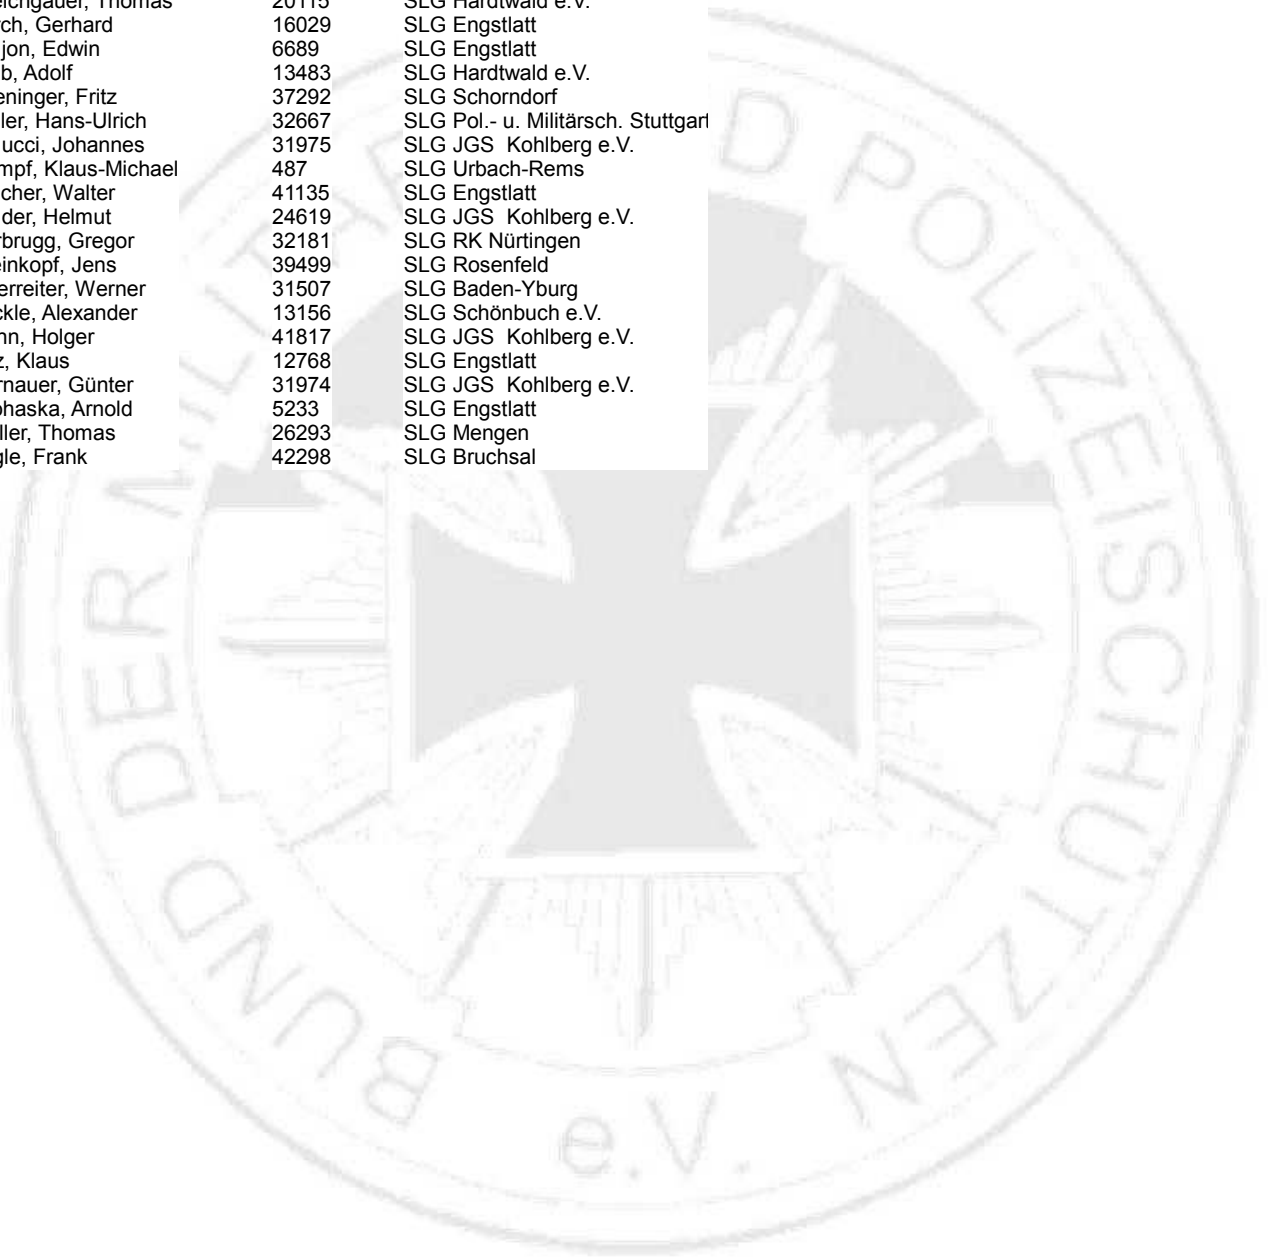 eichgauer, Thomas 20115 SLG Hardtwald e.V.
rch, Gerhard 16029 SLG Engstlatt
jon, Edwin 6689 SLG Engstlatt
b, Adolf 13483 SLG Hardtwald e.V.
eninger, Fritz 37292 SLG Schorndorf
ler, Hans-Ulrich 32667 SLG Pol.- u. Militärsch. Stuttgart
ucci, Johannes 31975 SLG JGS Kohlberg e.V.
mpf, Klaus-Michael 487 SLG Urbach-Rems
cher, Walter 41135 SLG Engstlatt
der, Helmut 24619 SLG JGS Kohlberg e.V.
rbrugg, Gregor 32181 SLG RK Nürtingen
einkopf, Jens 39499 SLG Rosenfeld
erreiter, Werner 31507 SLG Baden-Yburg
ckle, Alexander 13156 SLG Schönbuch e.V.
nn, Holger 41817 SLG JGS Kohlberg e.V.
z, Klaus 12768 SLG Engstlatt
rnauer, Günter 31974 SLG JGS Kohlberg e.V.
ohaska, Arnold 5233 SLG Engstlatt
ller, Thomas 26293 SLG Mengen
gle, Frank 42298 SLG Bruchsal
BUND DER MILITÄR D POLIZEISCHÜTZEN
e.V.